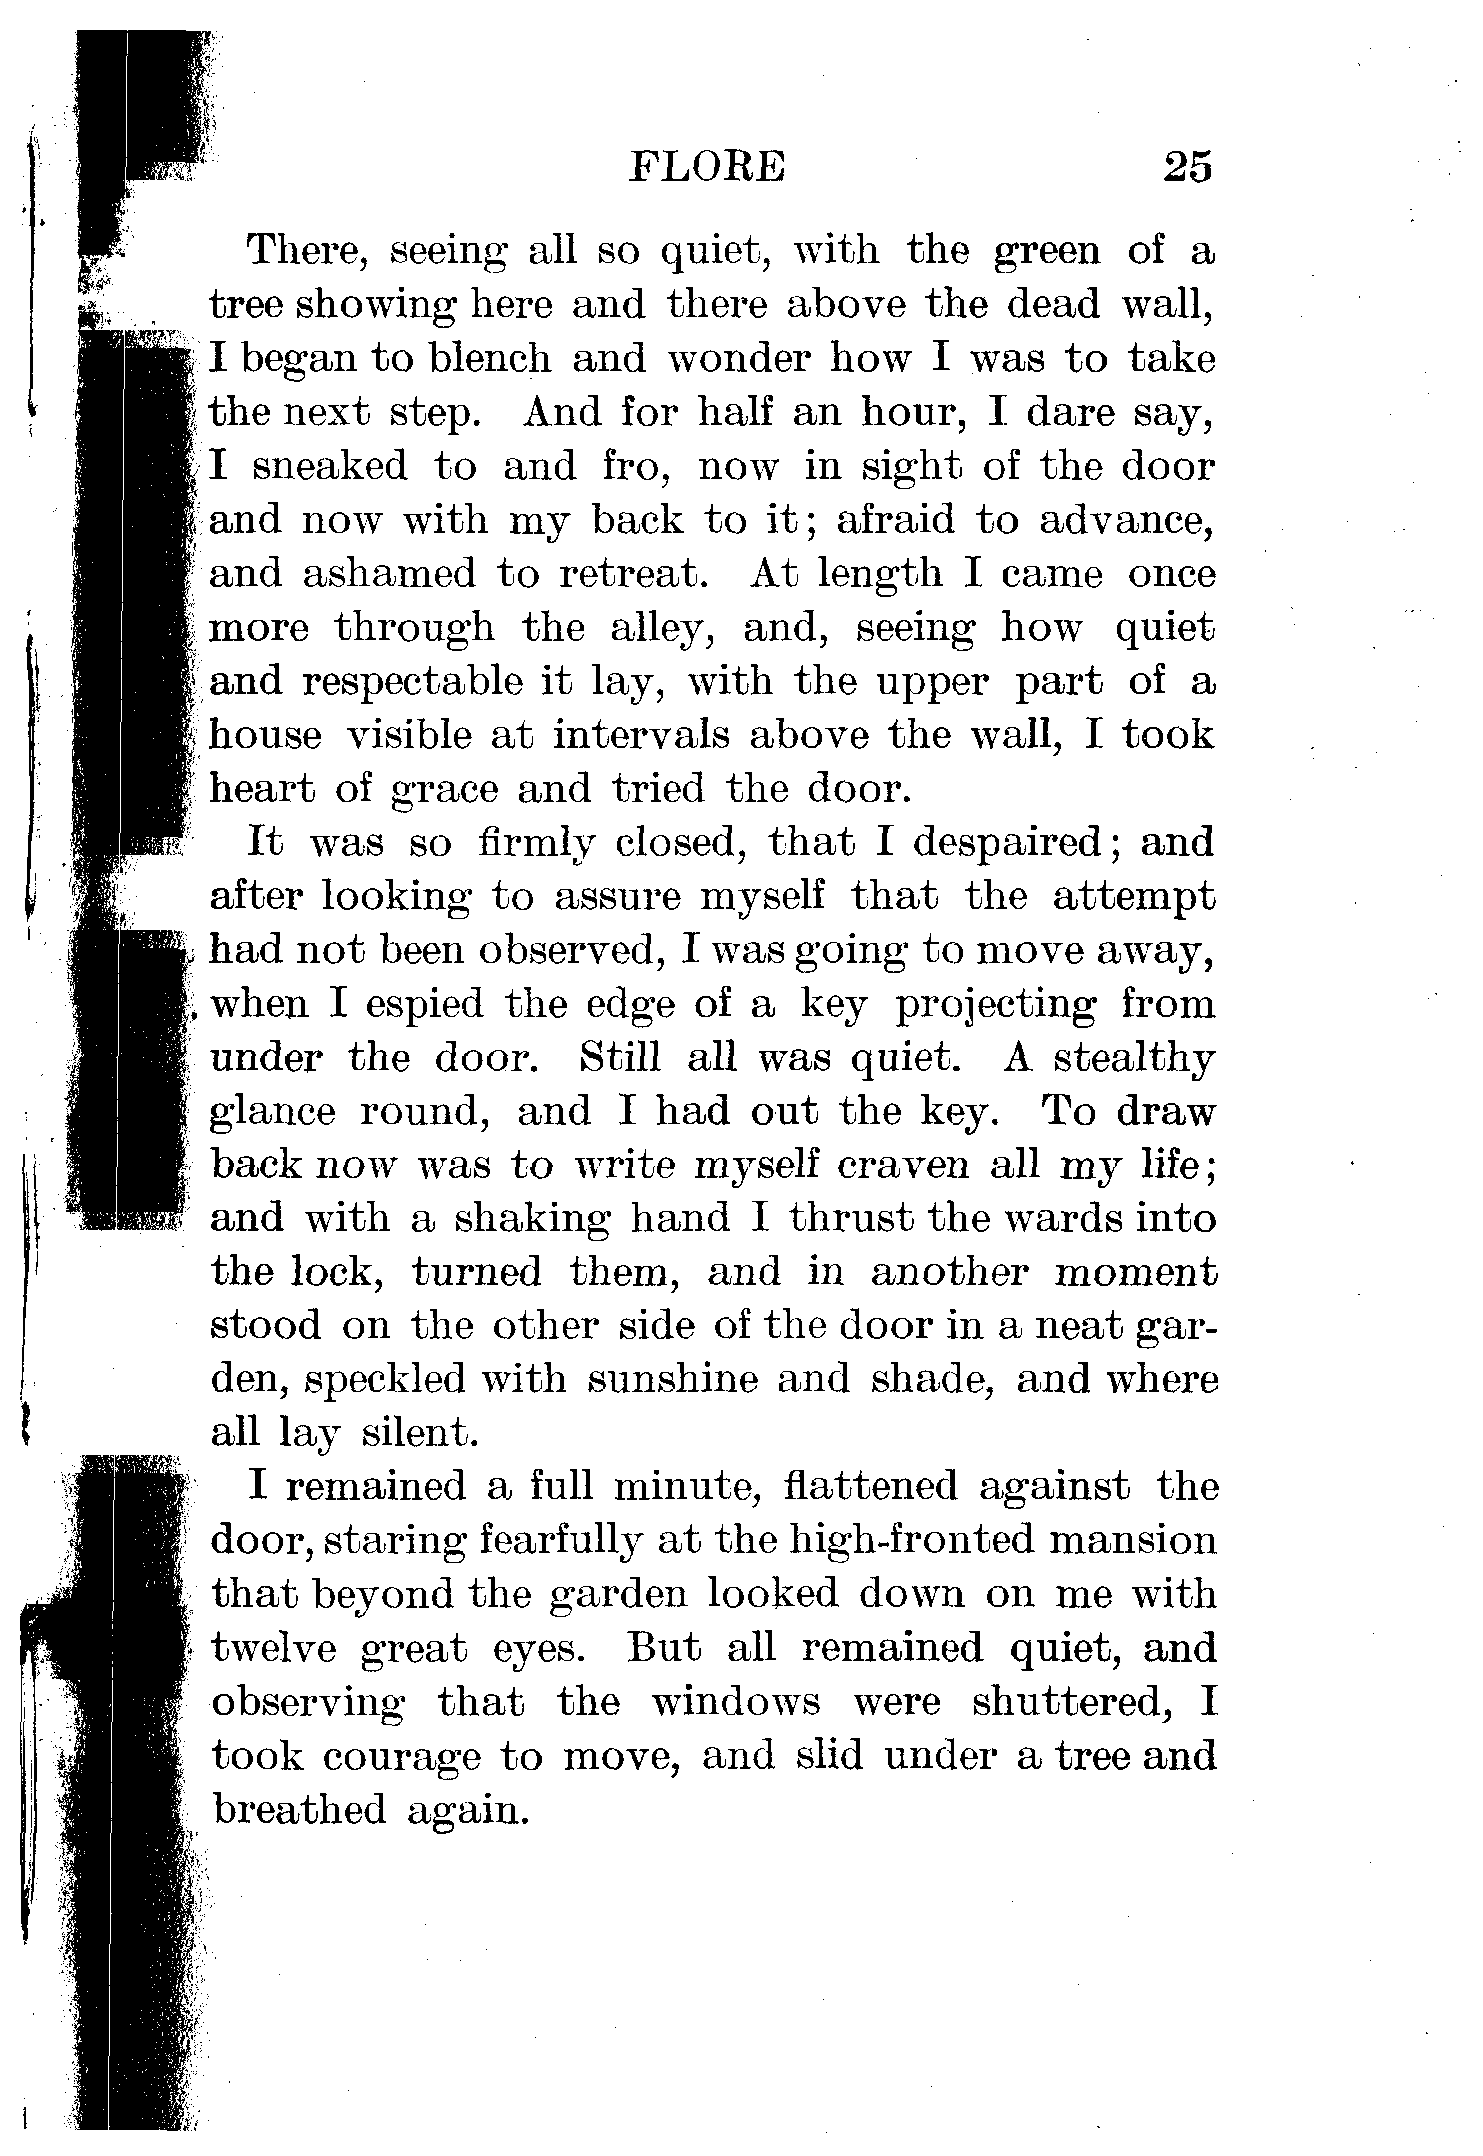 FLORE 25
There, seeing all so quiet, with the green of a
tree showing here and there above the dead wall,
I began to blench and wonder how I was to take
the next step. And for half an hour, I dare say,
I sneaked to and fro, now in sight of the door
and now with my back to it; afraid to advance,
and ashamed to retreat. At length I came once
more through the alley, and, seeing how quiet
and respectable it lay, with the upper part of a
house visible at intervals above the wall, I took
heart of grace and tried the door.
It was so firmly closed, that I despaired; and
after looking to assure myself that the attempt
had not been observed, I was going to move away,
when I espied the edge of a key projecting from
under the door. Still all was quiet. A stealthy
glance round, and I had out the key. To draw
back now was to write myself craven all my life;
and with a shaking hand I thrust the wards into
the lock, turned them, and in another moment
stood on the other side of the door in a neat gar-
den, speckled with sunshine and shade, and where
all lay silent.
I remained a full minute, flattened against the
door, staring fearfully at the high-fronted mansion
that beyond the garden looked down on me with
twelve great eyes. But all remained quiet, and
observing that the windows were shuttered, I
took courage to move, and slid under a tree and
breathed again.